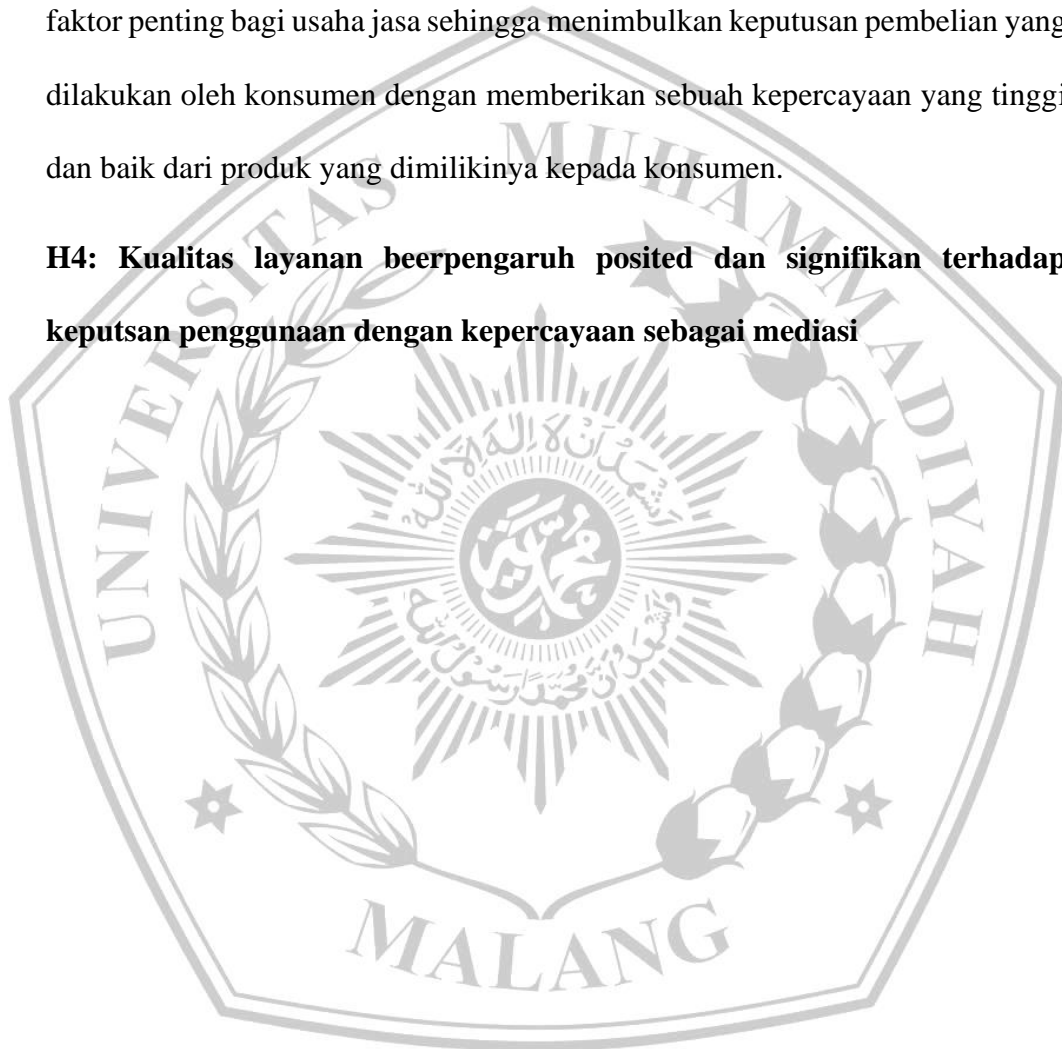 faktor penting bagi usaha jasa sehingga menimbulkan keputusan pembelian yang
dilakukan oleh konsumen dengan memberikan sebuah kepercayaan yang tinggi
dan baik dari produk yang dimilikinya kepada konsumen.
H4: Kualitas layanan beerpengaruh posited dan signifikan terhadap
keputsan penggunaan dengan kepercayaan sebagai mediasi
UNIVERSITAS MUHAMMADIYAH
MALANG